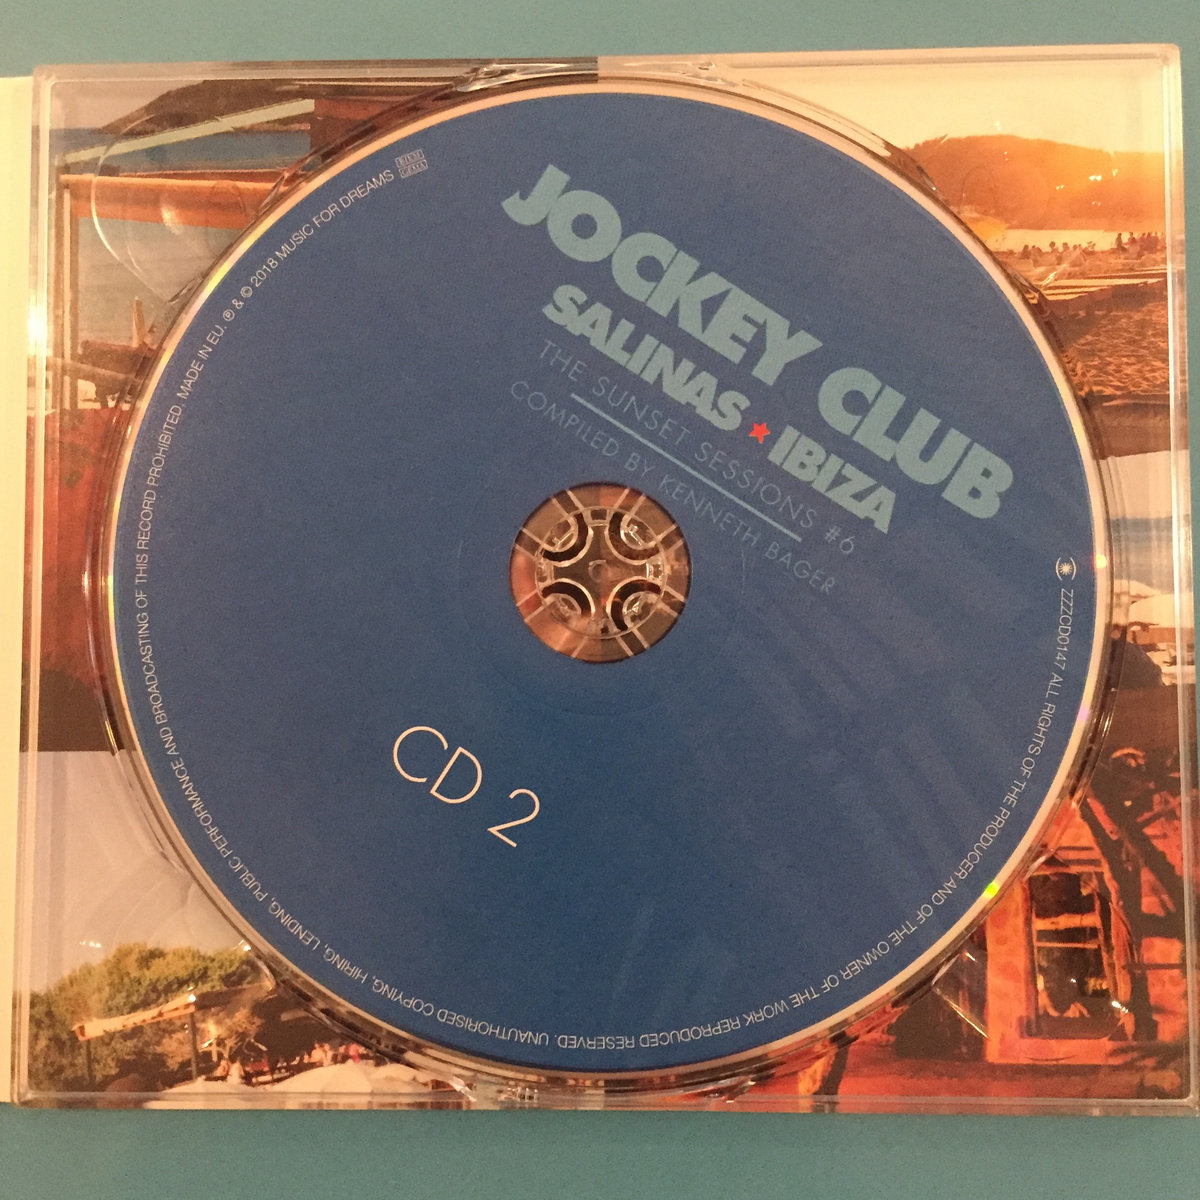 JOCKEY CLUB
SALINAS ★ IBIZA
THE SUNSET SESSIONS #6
COMPILED BY KENNETH BAGER
CD 2
ZZZCD0147 ALL RIGHTS OF THE PRODUCER AND OF THE OWNER OF THE WORK REPRODUCED RESERVED. UNAUTHORISED COPYING, HIRING, LENDING, PUBLIC PERFORMANCE AND BROADCASTING OF THIS RECORD PROHIBITED. MADE IN EU. ℗ & © 2018 MUSIC FOR DREAMS
BIEM
GEMA